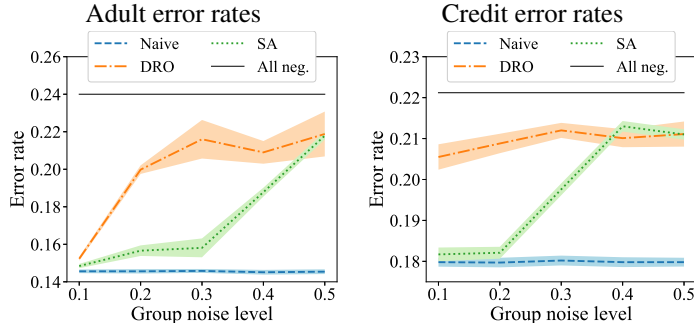 Adult error rates
Naive
SA
DRO
All neg.
0.26
0.24
0.22
0.20
0.18
0.16
0.14
Error rate
0.1
0.2
0.3
0.4
0.5
Group noise level
Credit error rates
Naive
SA
DRO
All neg.
0.23
0.22
0.21
0.20
0.19
0.18
Error rate
0.1
0.2
0.3
0.4
0.5
Group noise level